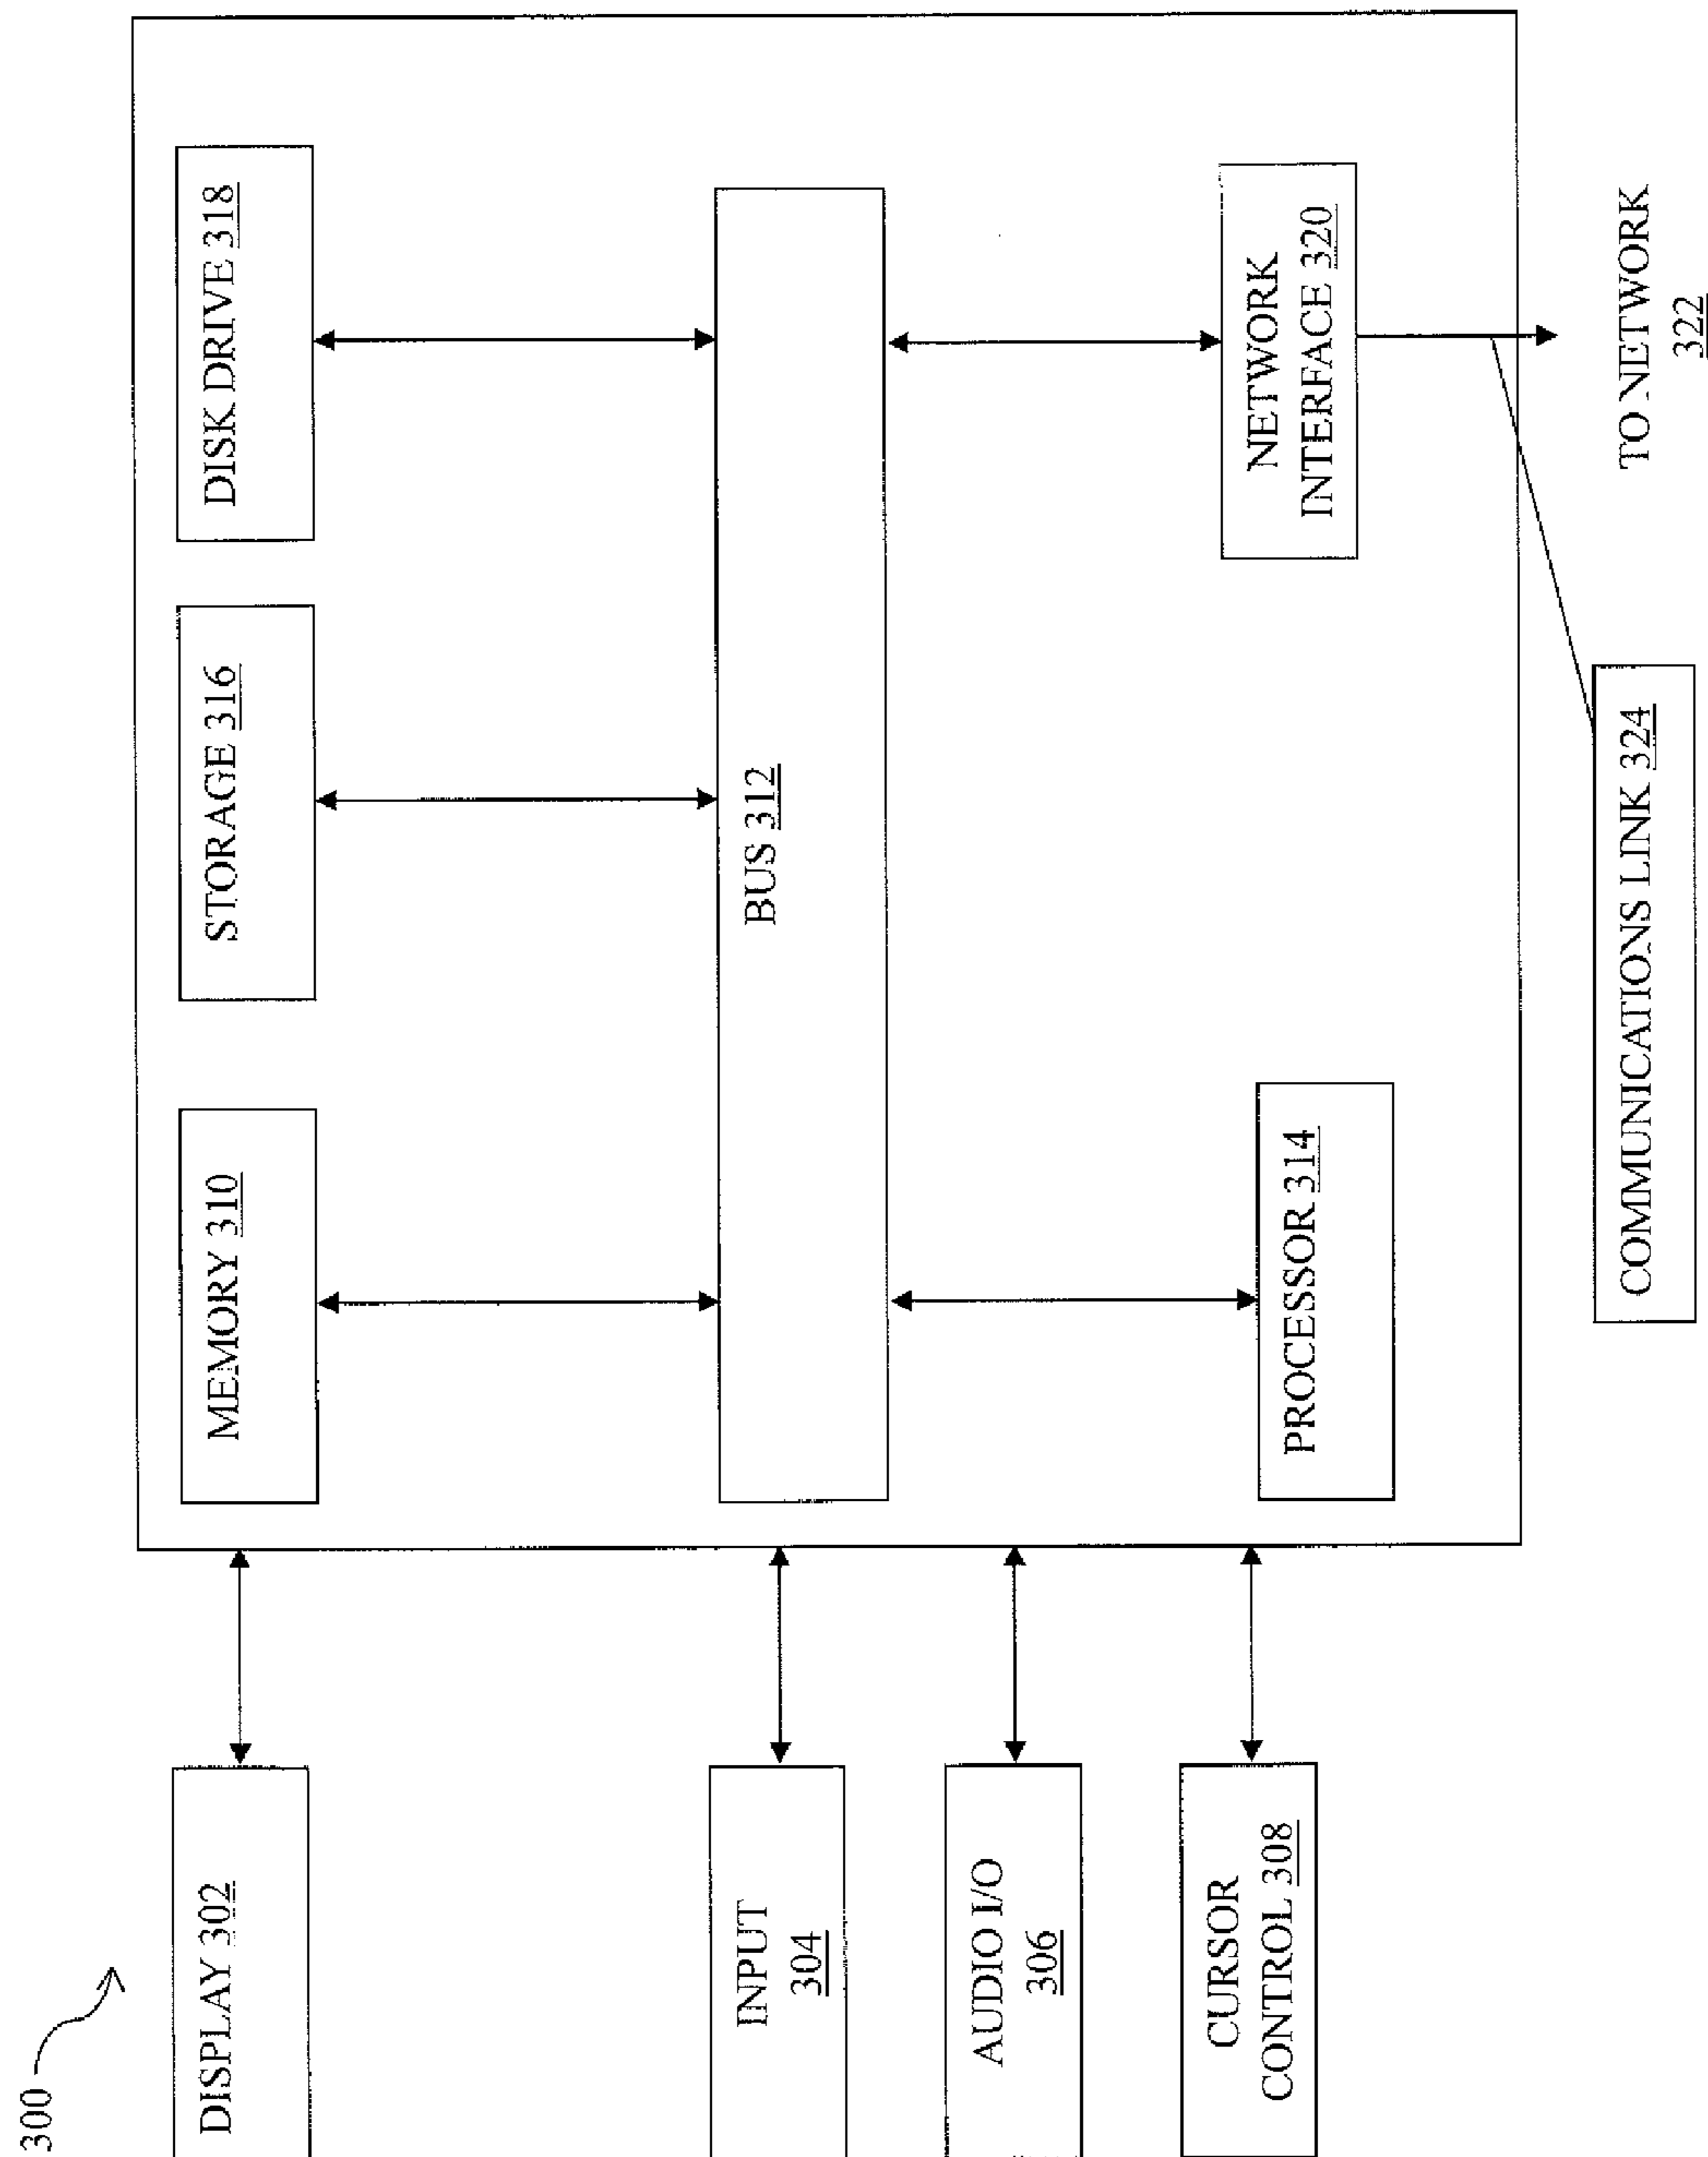 300
DISPLAY 302
INPUT
304
AUDIO I/O
306
CURSOR
CONTROL 308
MEMORY 310
STORAGE 316
DISK DRIVE 318
BUS 312
PROCESSOR 314
NETWORK
INTERFACE 320
COMMUNICATIONS LINK 324
TO NETWORK
322